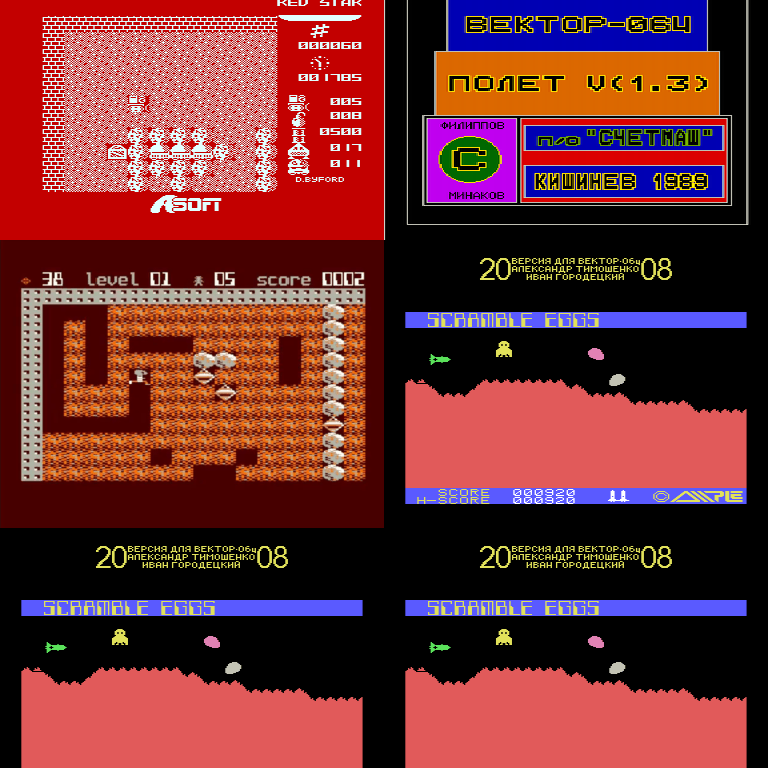 RED STAR
#
000060
001785
005
008
0500
017
011
D.BYFORD
ASOFT
ВЕКТОР-06Ц
ПОЛЕТ V(1.3)
ФИЛИППОВ
С
МИНАКОВ
п/о "СЧЕТМАШ"
КИШИНЕВ 1989
38 level 01 05 score 0002
20 ВЕРСИЯ ДЛЯ ВЕКТОР-06ц 08
АЛЕКСАНДР ТИМОШЕНКО
ИВАН ГОРОДЕЦКИЙ
SCRAMBLE EGGS
SCORE 000920
H-SCORE 000920
© AMPLE
20 ВЕРСИЯ ДЛЯ ВЕКТОР-06ц 08
АЛЕКСАНДР ТИМОШЕНКО
ИВАН ГОРОДЕЦКИЙ
SCRAMBLE EGGS
20 ВЕРСИЯ ДЛЯ ВЕКТОР-06ц 08
АЛЕКСАНДР ТИМОШЕНКО
ИВАН ГОРОДЕЦКИЙ
SCRAMBLE EGGS